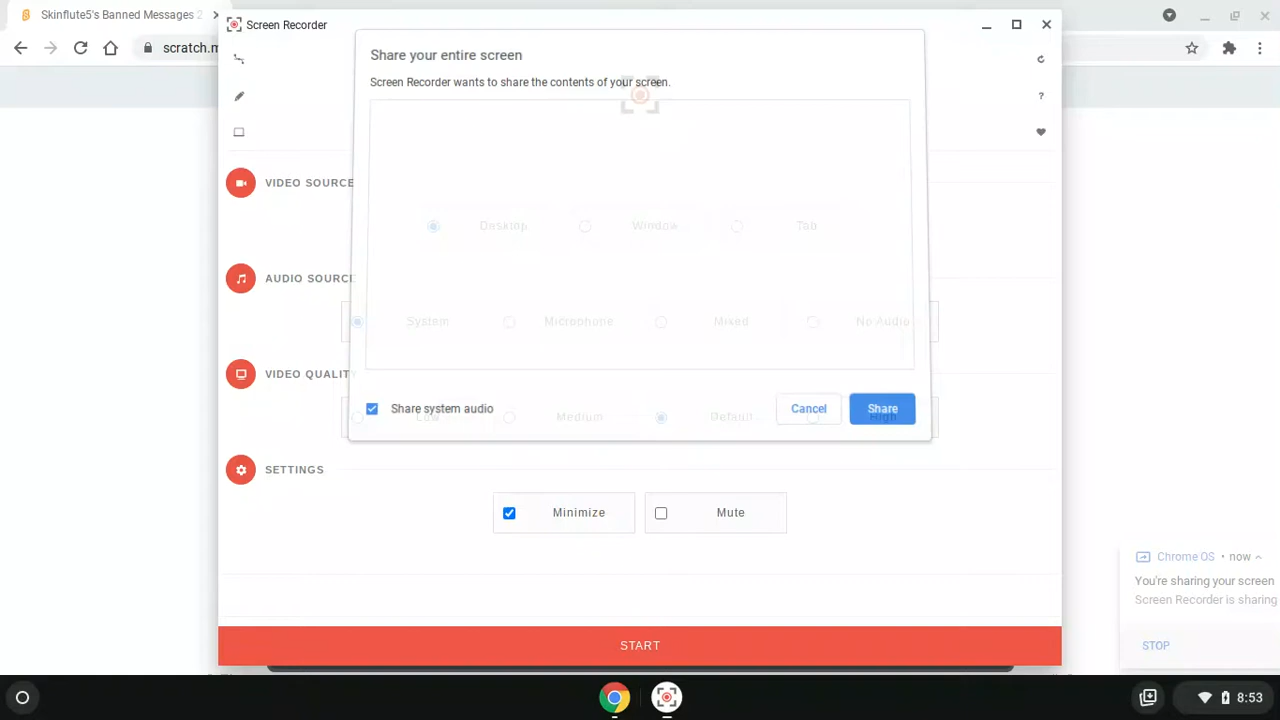 Skinflute5's Banned Messages 2
Screen Recorder
scratch.m
Share your entire screen
Screen Recorder wants to share the contents of your screen.
?
VIDEO SOURCE
Desktop
Window
Tab
AUDIO SOURCE
System
Microphone
Mixed
No Audio
VIDEO QUALITY
Low
Medium
Default
High
Share system audio
Cancel
Share
SETTINGS
Minimize
Mute
Chrome OS • now
You're sharing your screen
Screen Recorder is sharing
STOP
START
8:53